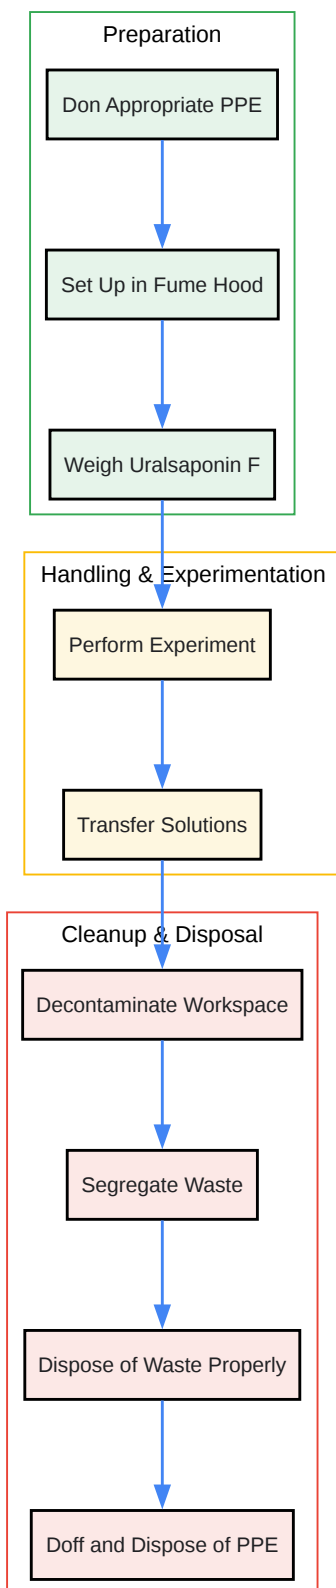 Preparation
Don Appropriate PPE
Set Up in Fume Hood
Weigh Uralsaponin F
Handling & Experimentation
Perform Experiment
Transfer Solutions
Cleanup & Disposal
Decontaminate Workspace
Segregate Waste
Dispose of Waste Properly
Doff and Dispose of PPE